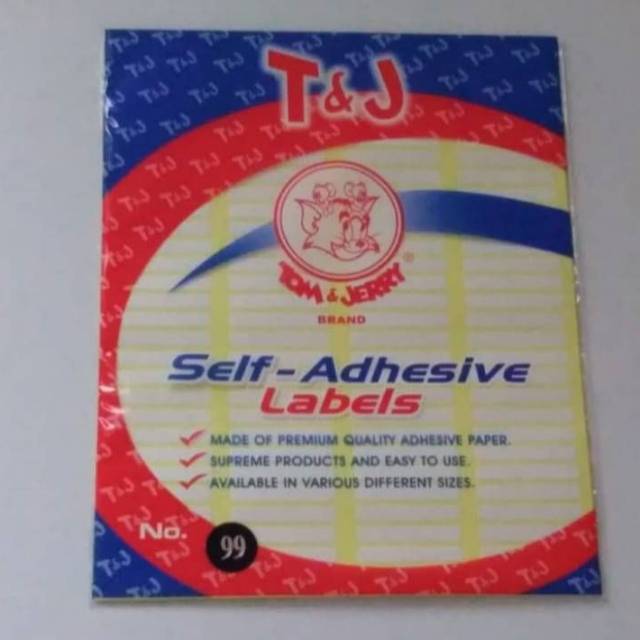 T&J
TOM & JERRY®
BRAND
Self-Adhesive
Labels
MADE OF PREMIUM QUALITY ADHESIVE PAPER.
SUPREME PRODUCTS AND EASY TO USE.
AVAILABLE IN VARIOUS DIFFERENT SIZES.
No. 99